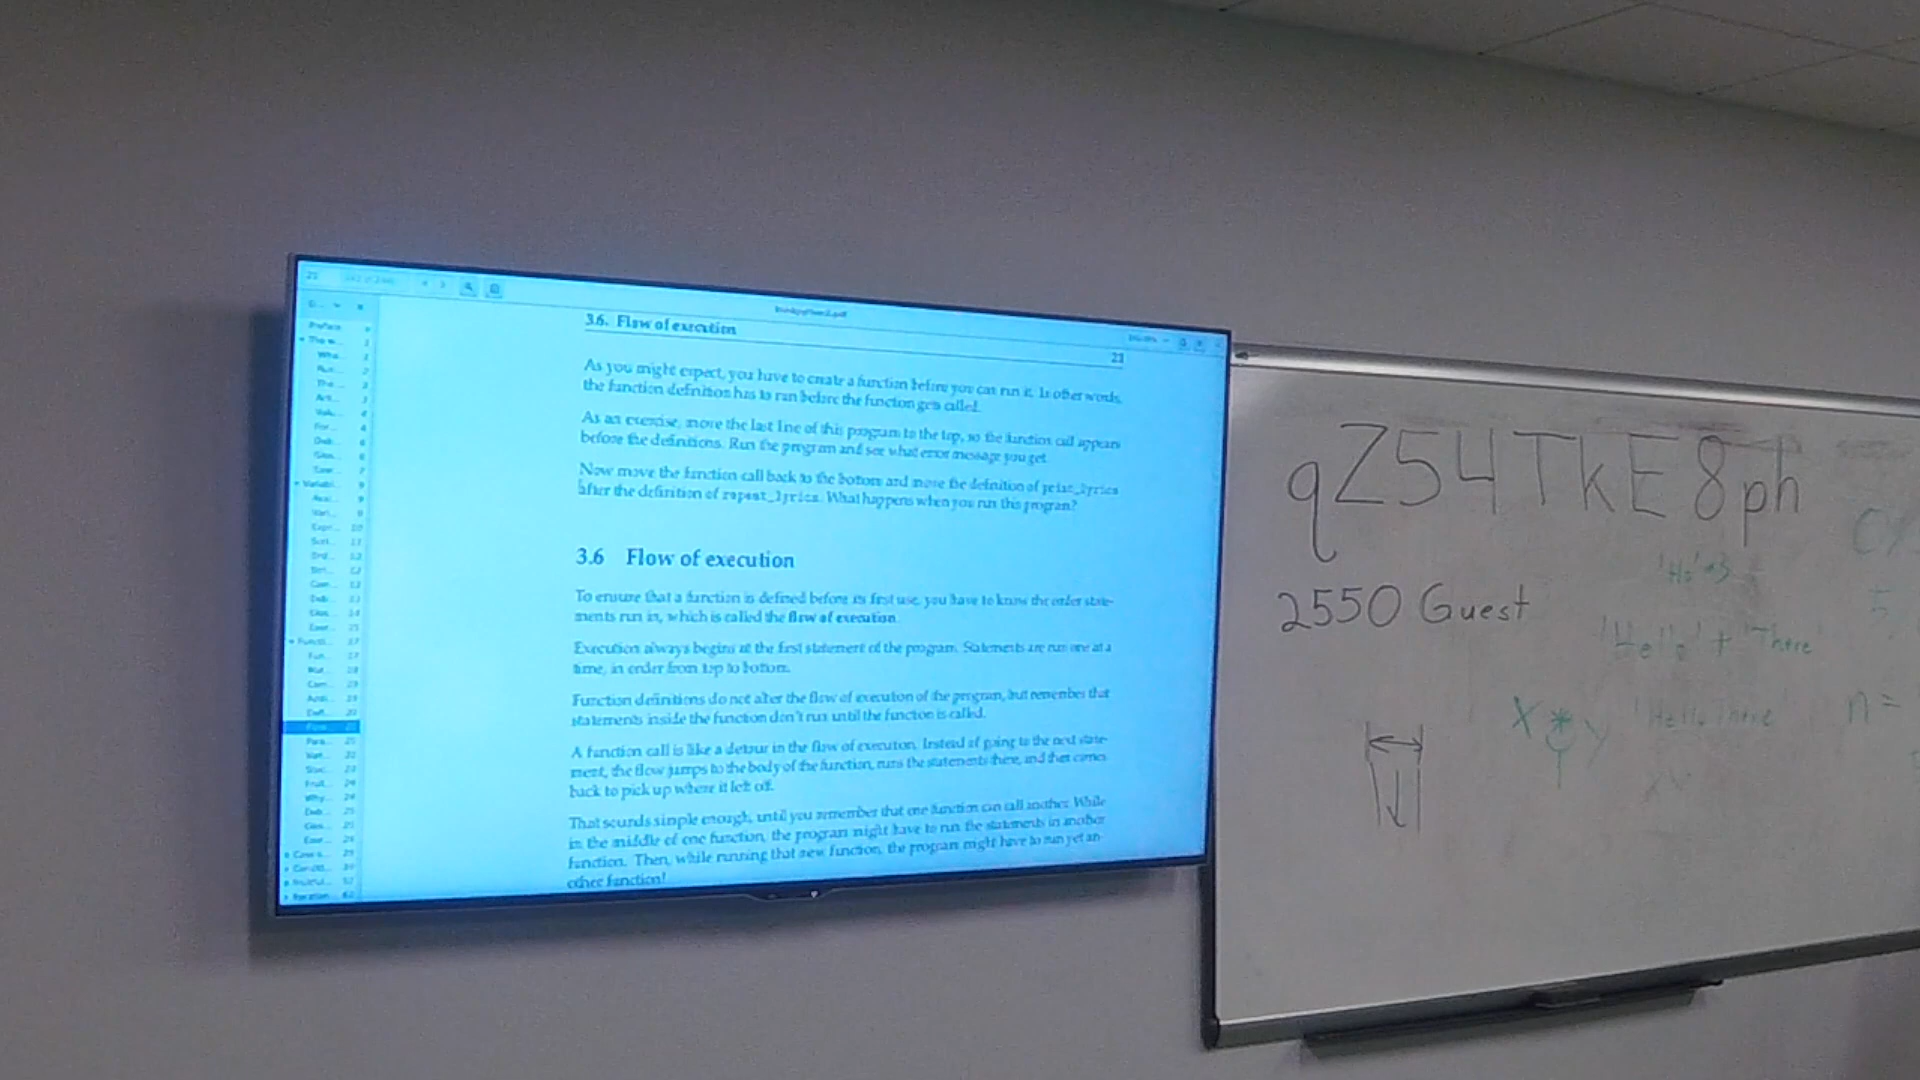 21
thinkpython2.pdf
3.6. Flow of execution
21
As you might expect, you have to create a function before you can run it. In other words,
the function definition has to run before the function gets called.
As an exercise, move the last line of this program to the top, so the function call appears
before the definitions. Run the program and see what error message you get.
Now move the function call back to the bottom and move the definition of print_lyrics
after the definition of repeat_lyrics. What happens when you run this program?
3.6 Flow of execution
To ensure that a function is defined before its first use, you have to know the order state-
ments run in, which is called the flow of execution.
Execution always begins at the first statement of the program. Statements are run one at a
time, in order from top to bottom.
Function definitions do not alter the flow of execution of the program, but remember that
statements inside the function don't run until the function is called.
A function call is like a detour in the flow of execution. Instead of going to the next state-
ment, the flow jumps to the body of the function, runs the statements there, and then comes
back to pick up where it left off.
That sounds simple enough, until you remember that one function can call another. While
in the middle of one function, the program might have to run the statements in another
function. Then, while running that new function, the program might have to run yet an-
other function!
Preface
qZ54TKE8ph
2550 Guest
'Ho'*3
'Hello' + 'There'
'HelloThere'
X * Y
XY
n =